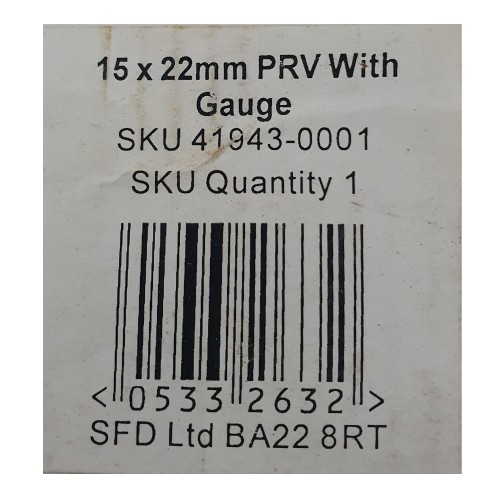 15 x 22mm PRV With
Gauge
SKU 41943-0001
SKU Quantity 1
<0533 2632>
SFD Ltd BA22 8RT